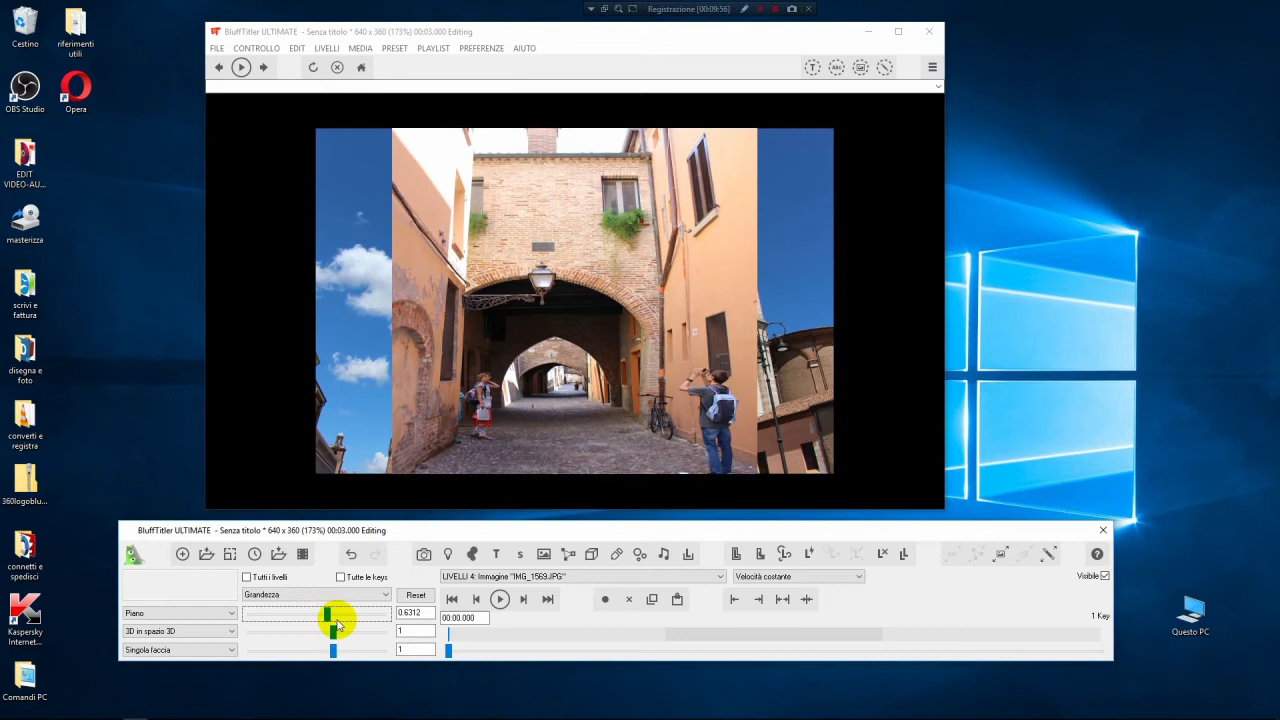 Registrazione [00:09:56]
Cestino
riferimenti
utili
OBS Studio
Opera
EDIT
VIDEO-AU...
masterizza
scrivi e
fattura
disegna e
foto
converti e
registra
360logoblu...
connetti e
spedisci
Kaspersky
Internet...
Comandi PC
Questo PC
BluffTitler ULTIMATE - Senza titolo * 640 x 360 (173%) 00:03.000 Editing
FILE CONTROLLO EDIT LIVELLI MEDIA PRESET PLAYLIST PREFERENZE AIUTO
BluffTitler ULTIMATE - Senza titolo * 640 x 360 (173%) 00:03.000 Editing
Tutti i livelli Tutte le keys LIVELLI 4: Immagine "IMG_1569.JPG" Velocità costante Visibile
Grandezza Reset
Piano 0.6312 00:00.000 1 Key
3D in spazio 3D 1
Singola faccia 1